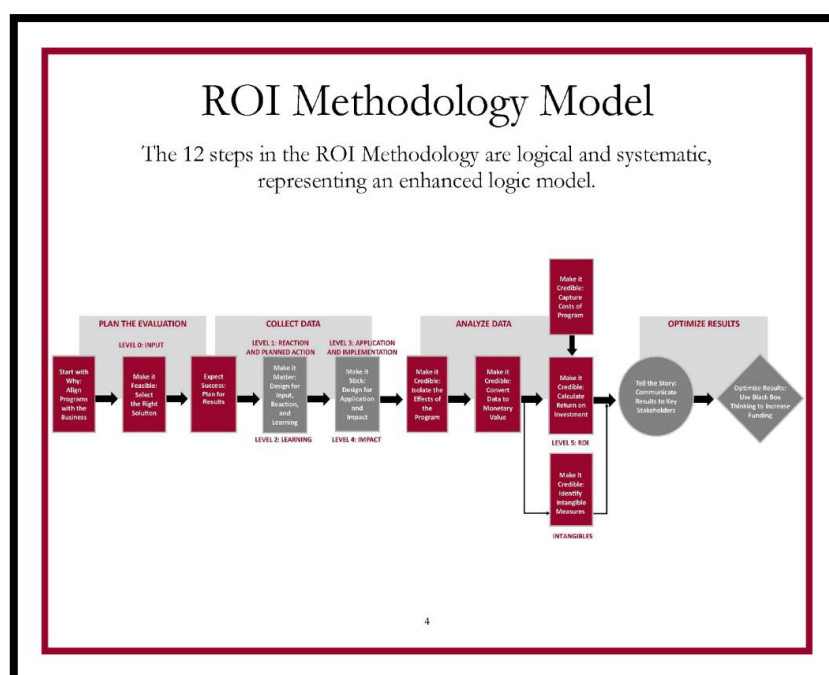 ROI Methodology Model
The 12 steps in the ROI Methodology are logical and systematic,
representing an enhanced logic model.
PLAN THE EVALUATION
LEVEL 0: INPUT
Start with
Why: Align
Programs
with the
Business
Make it
Feasible:
Select
the Right
Solution
Expect
Success:
Plan for
Results
COLLECT DATA
LEVEL 1: REACTION
AND PLANNED ACTION
Make it
Matter:
Design for
Input,
Reaction,
and
Learning
LEVEL 2: LEARNING
LEVEL 3: APPLICATION
AND IMPLEMENTATION
Make it
Stick:
Design for
Application
and
Impact
LEVEL 4: IMPACT
ANALYZE DATA
Make it
Credible:
Isolate the
Effects of
the
Program
Make it
Credible:
Convert
Data to
Monetary
Value
Make it
Credible:
Capture
Costs of
Program
Make it
Credible:
Calculate
Return on
Investment
LEVEL 5: ROI
Make it
Credible:
Identify
Intangible
Measures
INTANGIBLES
OPTIMIZE RESULTS
Tell the Story:
Communicate
Results to Key
Stakeholders
Optimize Results:
Use Black Box
Thinking to Increase
Funding
4